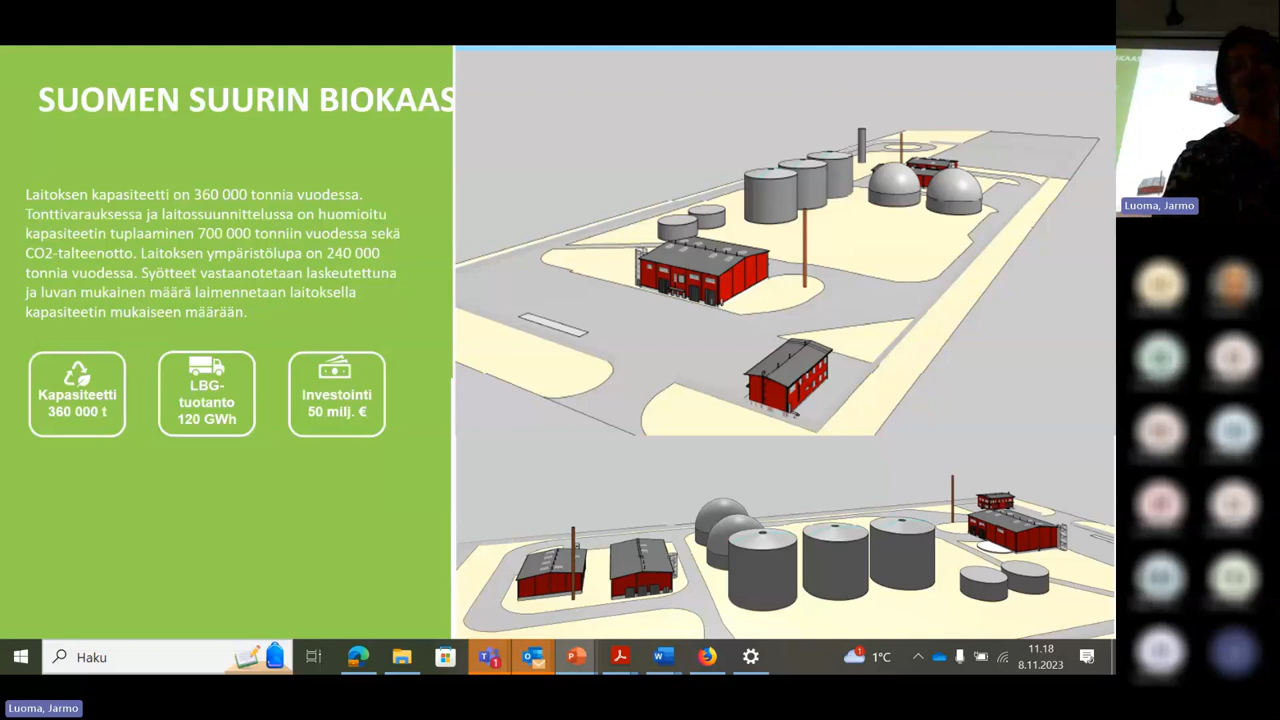 SUOMEN SUURIN BIOKAAS
Laitoksen kapasiteetti on 360 000 tonnia vuodessa.
Tonttivarauksessa ja laitossuunnittelussa on huomioitu
kapasiteetin tuplaaminen 700 000 tonniin vuodessa sekä
CO2-talteenotto. Laitoksen ympäristölupa on 240 000
tonnia vuodessa. Syötteet vastaanotetaan laskeutettuna
ja luvan mukainen määrä laimennetaan laitoksella
kapasiteetin mukaiseen määrään.
Kapasiteetti
360 000 t
LBG-
tuotanto
120 GWh
Investointi
50 milj. €
Luoma, Jarmo
Haku
1
1
1°C
11.18
8.11.2023
Luoma, Jarmo